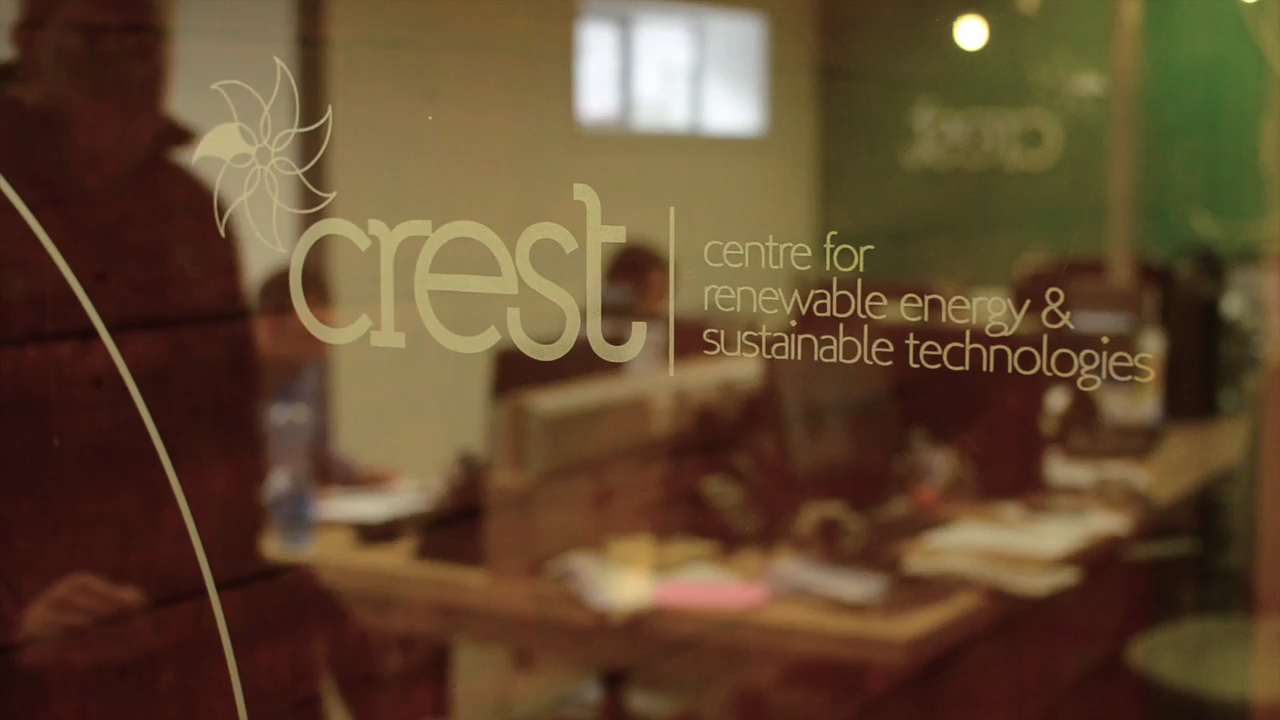 crest
centre for
renewable energy &
sustainable technologies